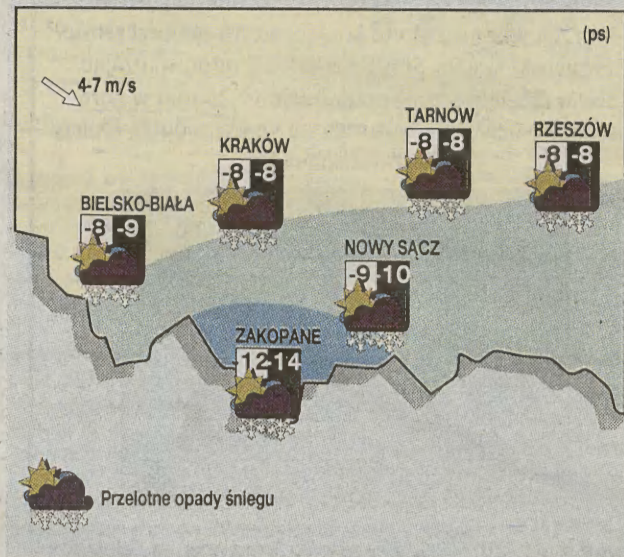 (ps)
4-7 m/s
TARNÓW
-8 -8
RZESZÓW
-8 -8
KRAKÓW
-8 -8
BIELSKO-BIAŁA
-8 -9
NOWY SĄCZ
-9 -10
ZAKOPANE
12-14
Przelotne opady śniegu